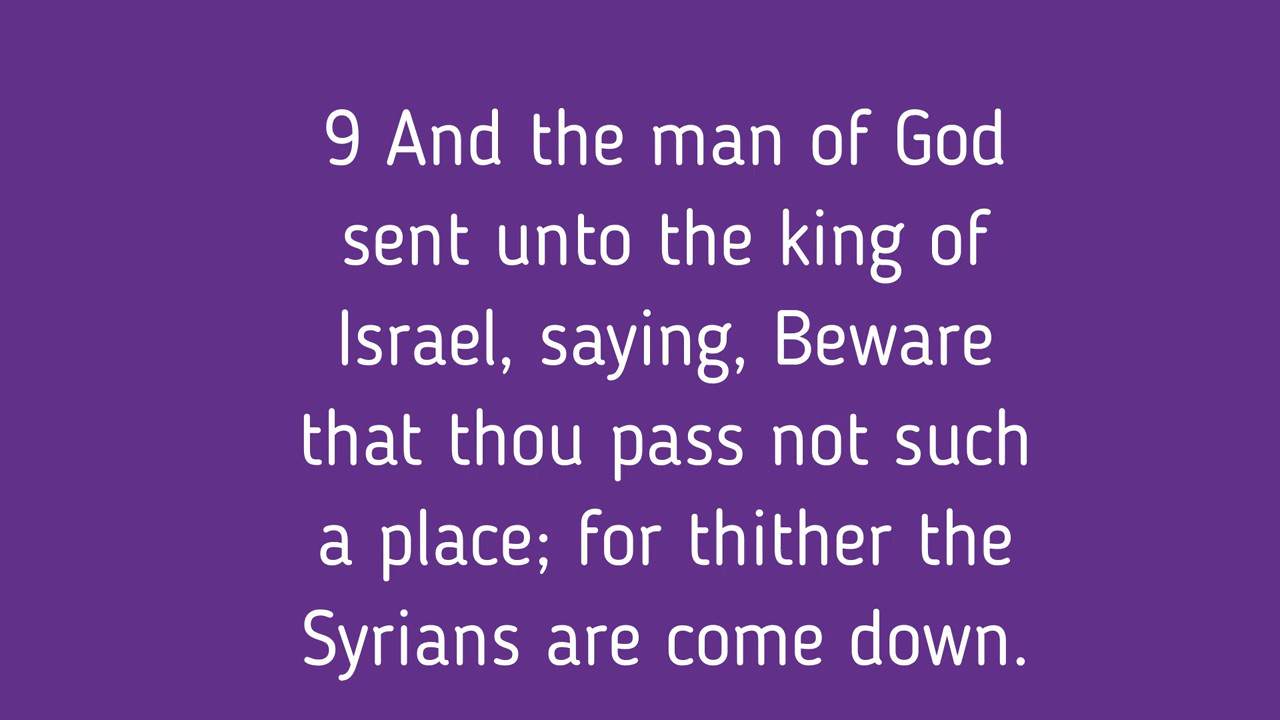 9 And the man of God
sent unto the king of
Israel, saying, Beware
that thou pass not such
a place; for thither the
Syrians are come down.